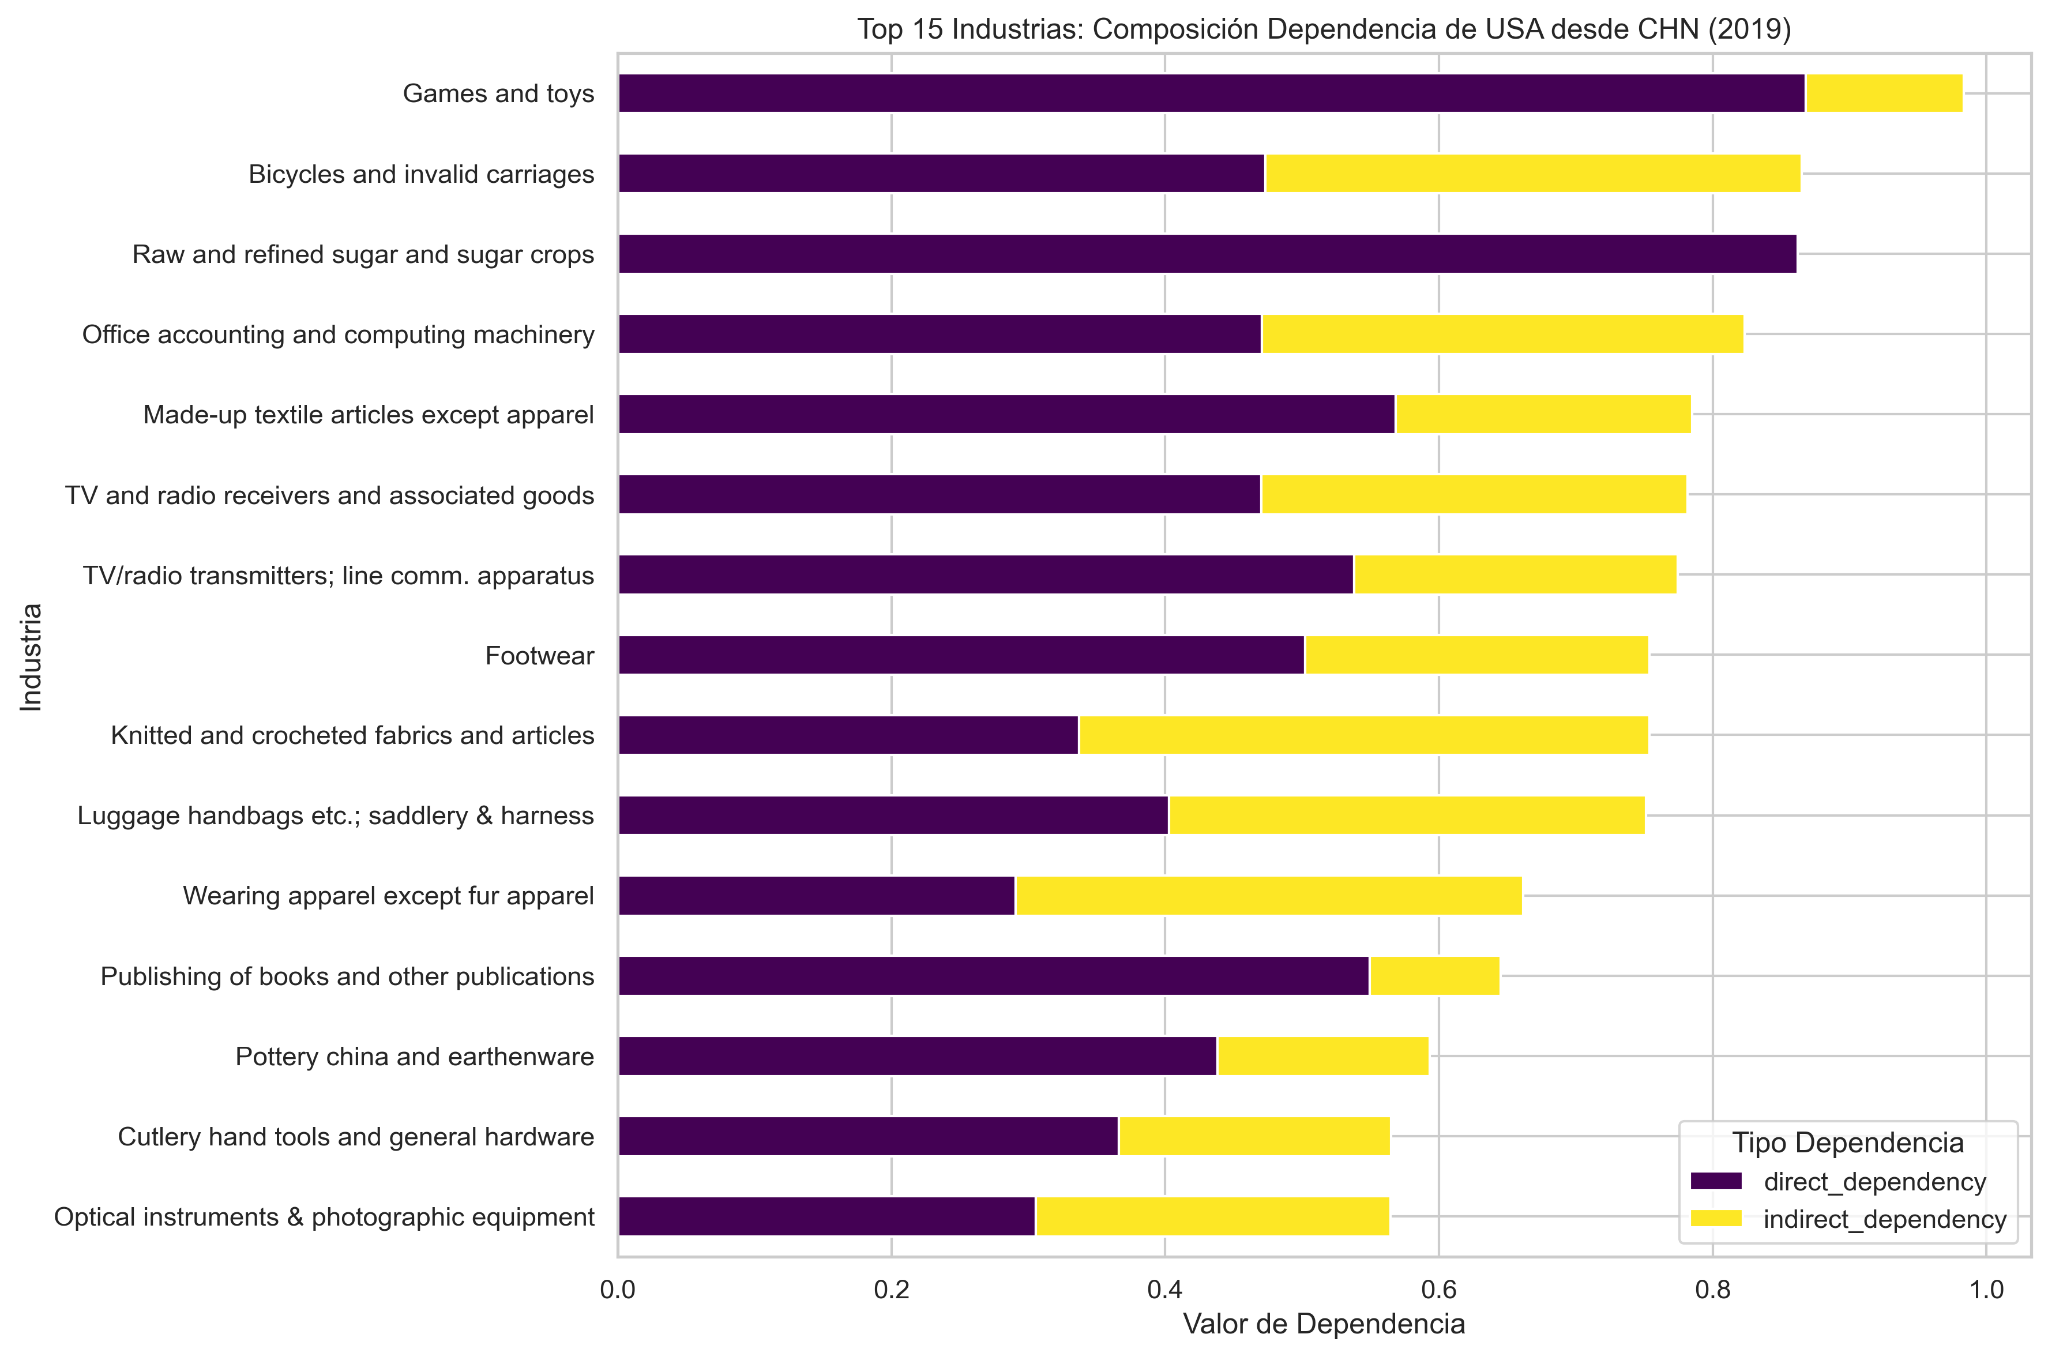 Top 15 Industrias: Composición Dependencia de USA desde CHN (2019)
Games and toys
Bicycles and invalid carriages
Raw and refined sugar and sugar crops
Office accounting and computing machinery
Made-up textile articles except apparel
TV and radio receivers and associated goods
TV/radio transmitters; line comm. apparatus
Footwear
Knitted and crocheted fabrics and articles
Luggage handbags etc.; saddlery & harness
Wearing apparel except fur apparel
Publishing of books and other publications
Pottery china and earthenware
Cutlery hand tools and general hardware
Optical instruments & photographic equipment
Industria
Tipo Dependencia
direct_dependency
indirect_dependency
0.0 0.2 0.4 0.6 0.8 1.0
Valor de Dependencia